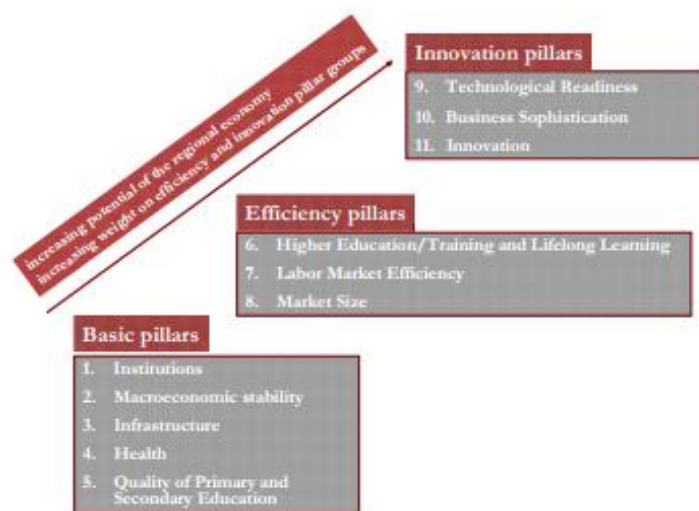 Innovation pillars
9. Technological Readiness
10. Business Sophistication
11. Innovation
increasing potential of the regional economy
increasing weight on efficiency and innovation pillar groups
Efficiency pillars
6. Higher Education/Training and Lifelong Learning
7. Labor Market Efficiency
8. Market Size
Basic pillars
1. Institutions
2. Macroeconomic stability
3. Infrastructure
4. Health
5. Quality of Primary and
Secondary Education